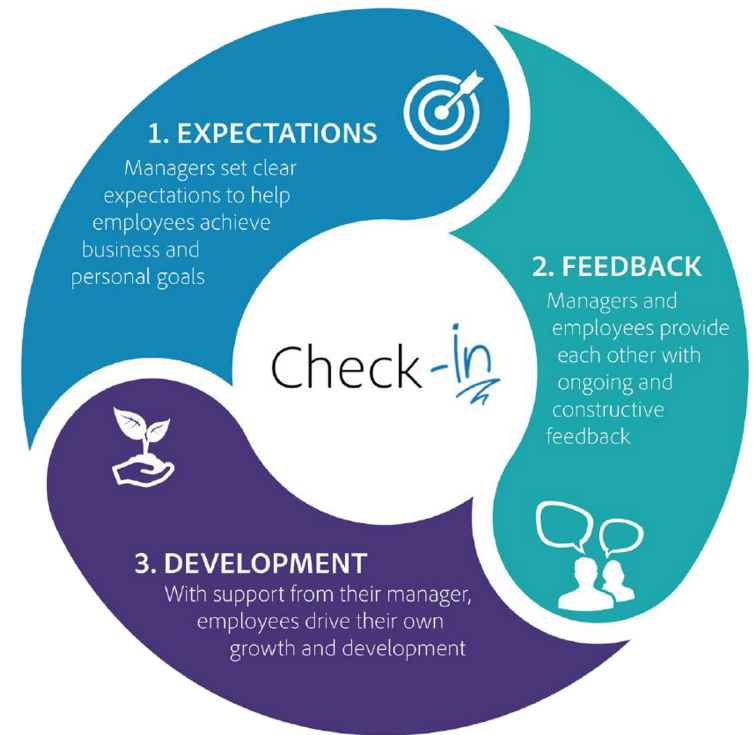 1. EXPECTATIONS
Managers set clear
expectations to help
employees achieve
business and
personal goals
2. FEEDBACK
Managers and
employees provide
each other with
ongoing and
constructive
feedback
Check-in
3. DEVELOPMENT
With support from their manager,
employees drive their own
growth and development